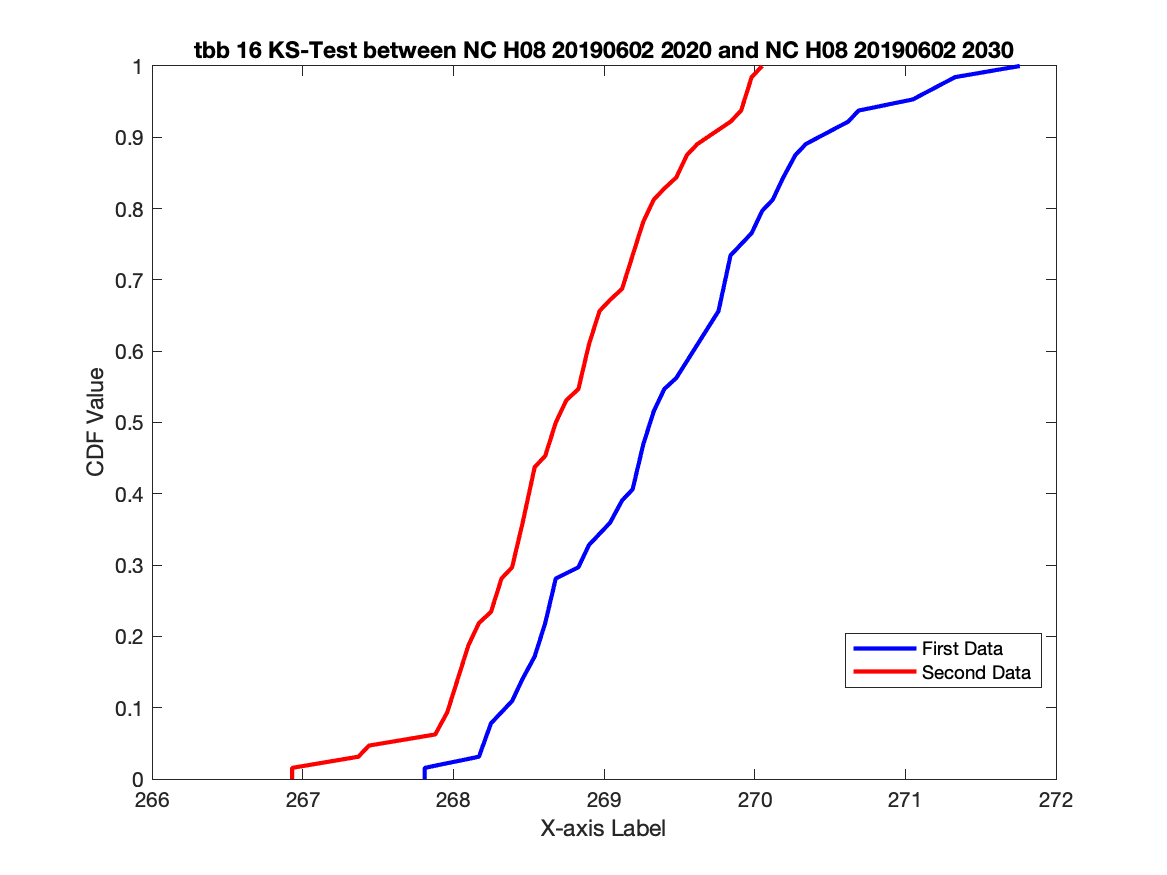 tbb 16 KS-Test between NC H08 20190602 2020 and NC H08 20190602 2030
1
0.9
0.8
0.7
0.6
0.5
0.4
0.3
0.2
0.1
0
CDF Value
First Data
Second Data
266 267 268 269 270 271 272
X-axis Label